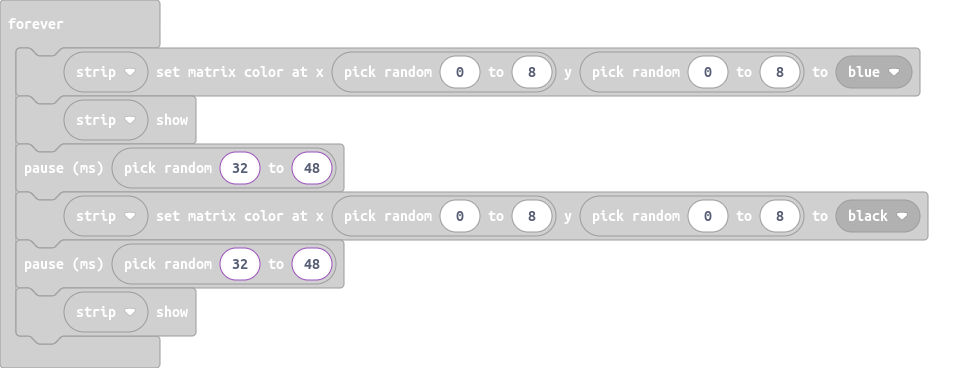 forever
strip set matrix color at x pick random 0 to 8 y pick random 0 to 8 to blue
strip show
pause (ms) pick random 32 to 48
strip set matrix color at x pick random 0 to 8 y pick random 0 to 8 to black
pause (ms) pick random 32 to 48
strip show